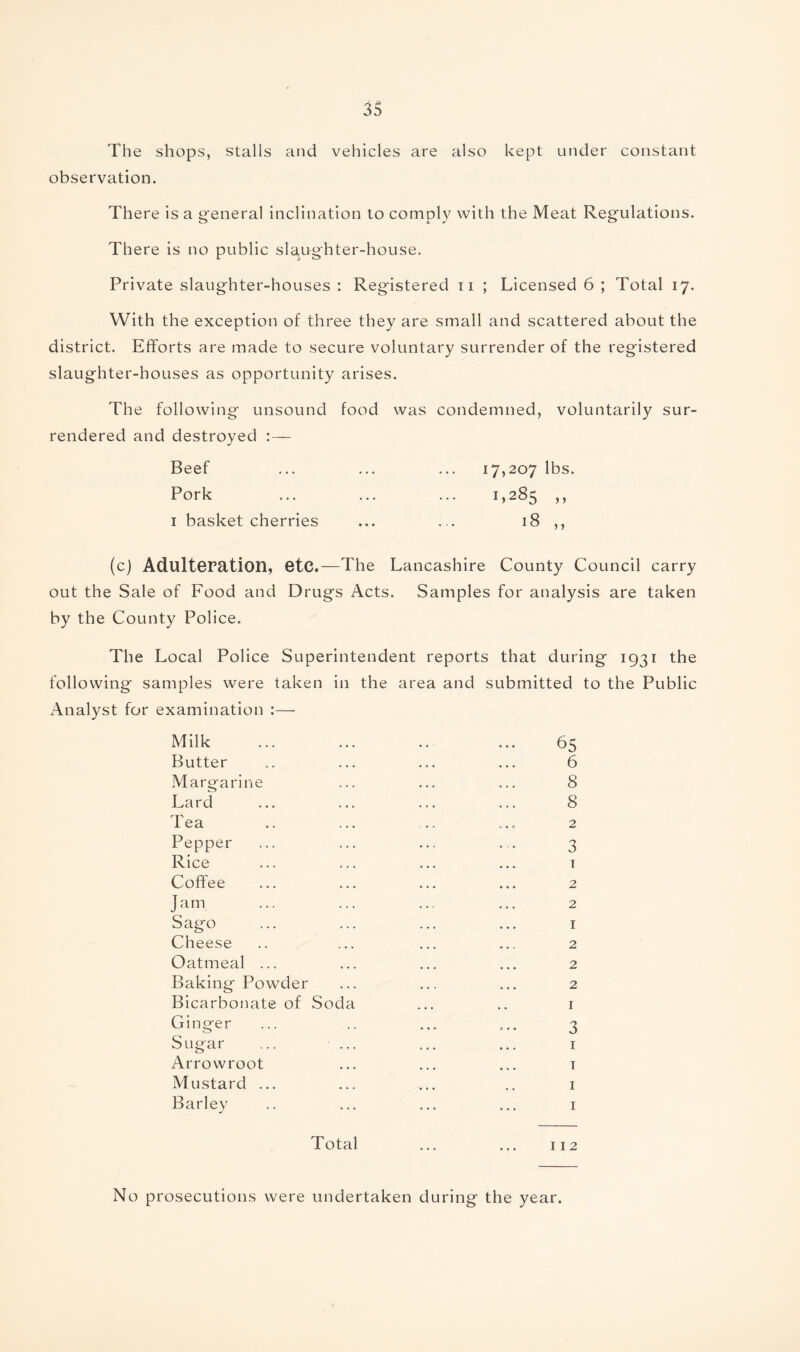 35
The shops, stalls and vehicles are also kept under constant
observation.
There is a general inclination to comply with the Meat Regulations.
There is no public slaughter-house.
Private slaughter-houses : Registered 11 ; Licensed 6 ; Total 17.
With the exception of three they are small and scattered about the
district. Efforts are made to secure voluntary surrender of the registered
slaughter-houses as opportunity arises.
The following unsound food was condemned, voluntarily sur-
rendered and destroyed :—
Beef ... ... ... 17,207 lbs.
Pork ... ... ... 1,285 ,,
1 basket cherries ... ... 18 ,,
(c) Adulteration, etc.—The Lancashire County Council carry
out the Sale of Food and Drugs Acts. Samples for analysis are taken
by the County Police.
The Local Police Superintendent reports that during 1931 the
following samples were taken in the area and submitted to the Public
Analyst for examination :—
Milk ... ... .. ... 65
Butter .. ... ... ... 6
Margarine ... ... ... 8
Lard ... ... ... ... 8
Tea .. ... .. ... 2
Pepper ... ... ... ... 3
Rice ... ... ... ... 1
Coffee ... ... ... ... 2
Jam ... ... ... ... 2
Sago ... ... ... ... 1
Cheese .. ... ... ... 2
Oatmeal ... ... ... ... 2
Baking Powder ... ... ... 2
Bicarbonate of Soda ... .. 1
Ginger ... .. ... ... 3
Sugar ... ... ... ... 1
Arrowroot ... ... ... 1
Mustard ... ... ... .. 1
Barley .. ... ... ... 1
Total ... ... 112
No prosecutions were undertaken during the year.